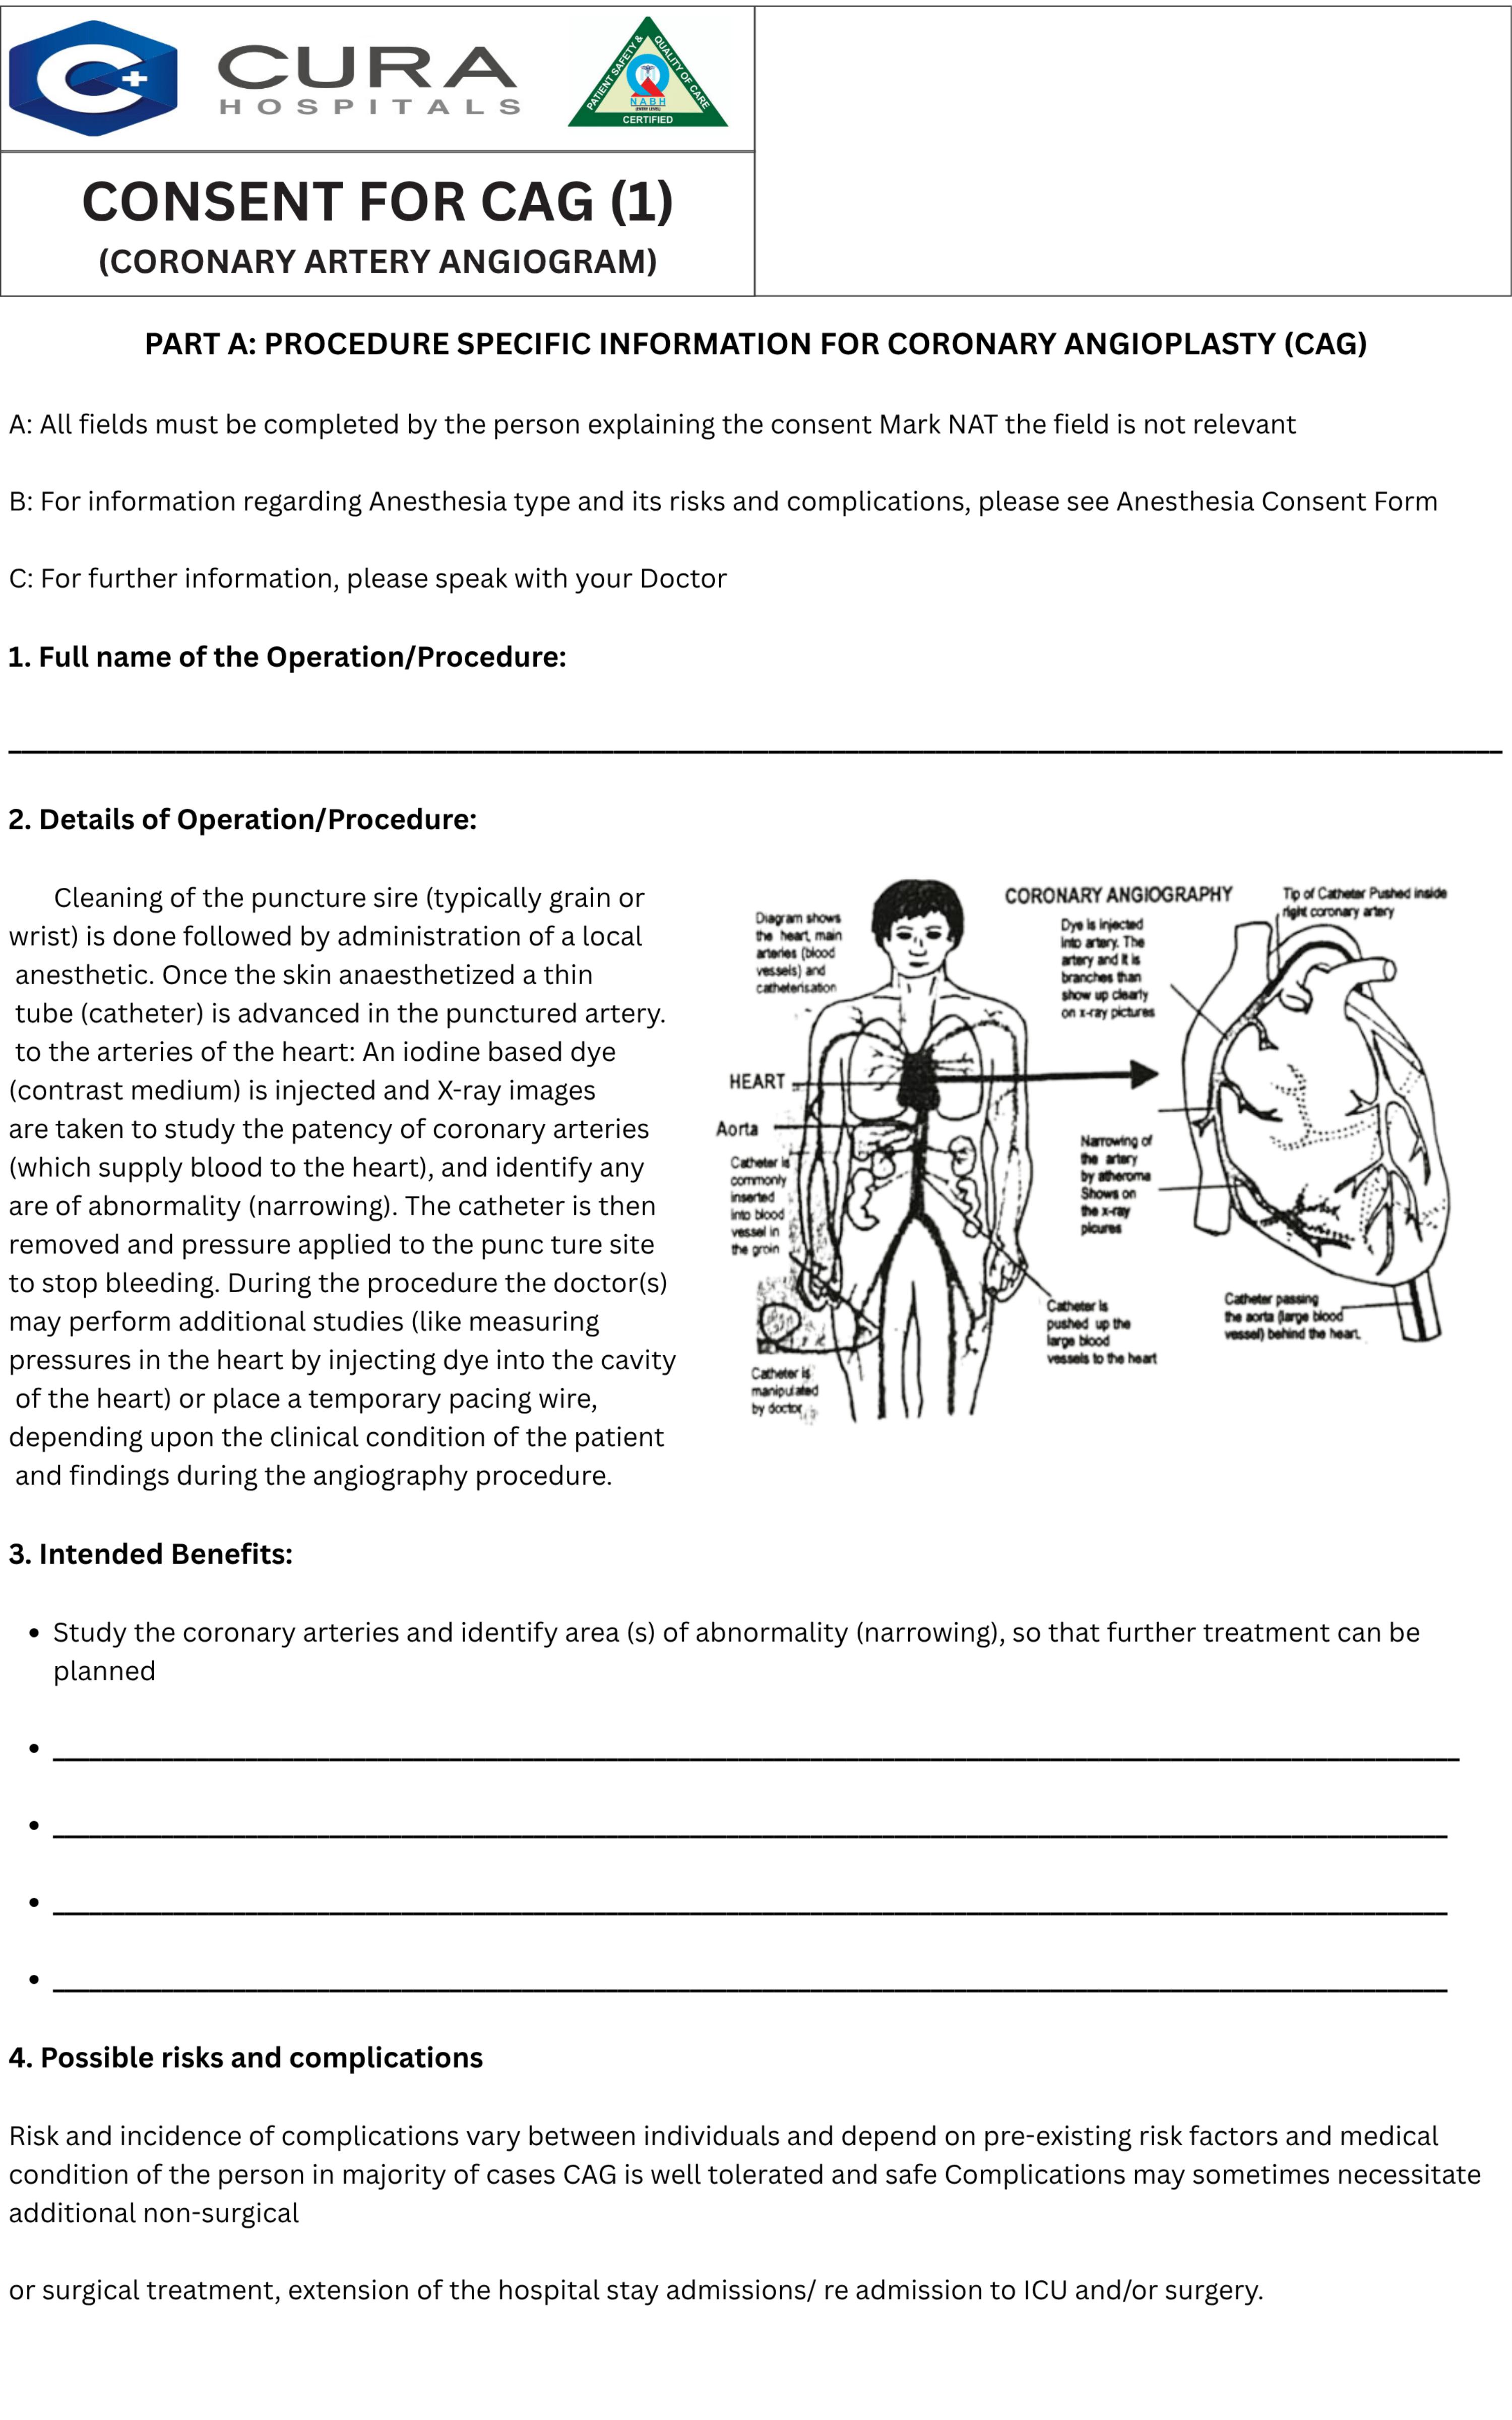 CURA
HOSPITALS
PATIENT SAFETY & QUALITY OF CARE
NABH
(ENTRY LEVEL)
CERTIFIED
CONSENT FOR CAG (1)
(CORONARY ARTERY ANGIOGRAM)
PART A: PROCEDURE SPECIFIC INFORMATION FOR CORONARY ANGIOPLASTY (CAG)
A: All fields must be completed by the person explaining the consent Mark NAT the field is not relevant
B: For information regarding Anesthesia type and its risks and complications, please see Anesthesia Consent Form
C: For further information, please speak with your Doctor
1. Full name of the Operation/Procedure:
2. Details of Operation/Procedure:
Cleaning of the puncture sire (typically grain or
wrist) is done followed by administration of a local
anesthetic. Once the skin anaesthetized a thin
tube (catheter) is advanced in the punctured artery.
to the arteries of the heart: An iodine based dye
(contrast medium) is injected and X-ray images
are taken to study the patency of coronary arteries
(which supply blood to the heart), and identify any
are of abnormality (narrowing). The catheter is then
removed and pressure applied to the punc ture site
to stop bleeding. During the procedure the doctor(s)
may perform additional studies (like measuring
pressures in the heart by injecting dye into the cavity
of the heart) or place a temporary pacing wire,
depending upon the clinical condition of the patient
and findings during the angiography procedure.
CORONARY ANGIOGRAPHY
Diagram shows
the heart, main
arteries (blood
vessels) and
catheterisation
Dye is injected
into artery. The
artery and it is
branches than
show up clearly
on x-ray pictures
Tip of Catheter Pushed inside
right coronary artery
HEART
Aorta
Catheter is
commonly
inserted
into blood
vessel in
the groin
Narrowing of
the artery
by atheroma
Shows on
the x-ray
picures
Catheter is
manipulated
by doctor
Catheter is
pushed up the
large blood
vessels to the heart
Catheter passing
the aorta (large blood
vessel) behind the heart.
3. Intended Benefits:
• Study the coronary arteries and identify area (s) of abnormality (narrowing), so that further treatment can be
planned
4. Possible risks and complications
Risk and incidence of complications vary between individuals and depend on pre-existing risk factors and medical
condition of the person in majority of cases CAG is well tolerated and safe Complications may sometimes necessitate
additional non-surgical
or surgical treatment, extension of the hospital stay admissions/ re admission to ICU and/or surgery.